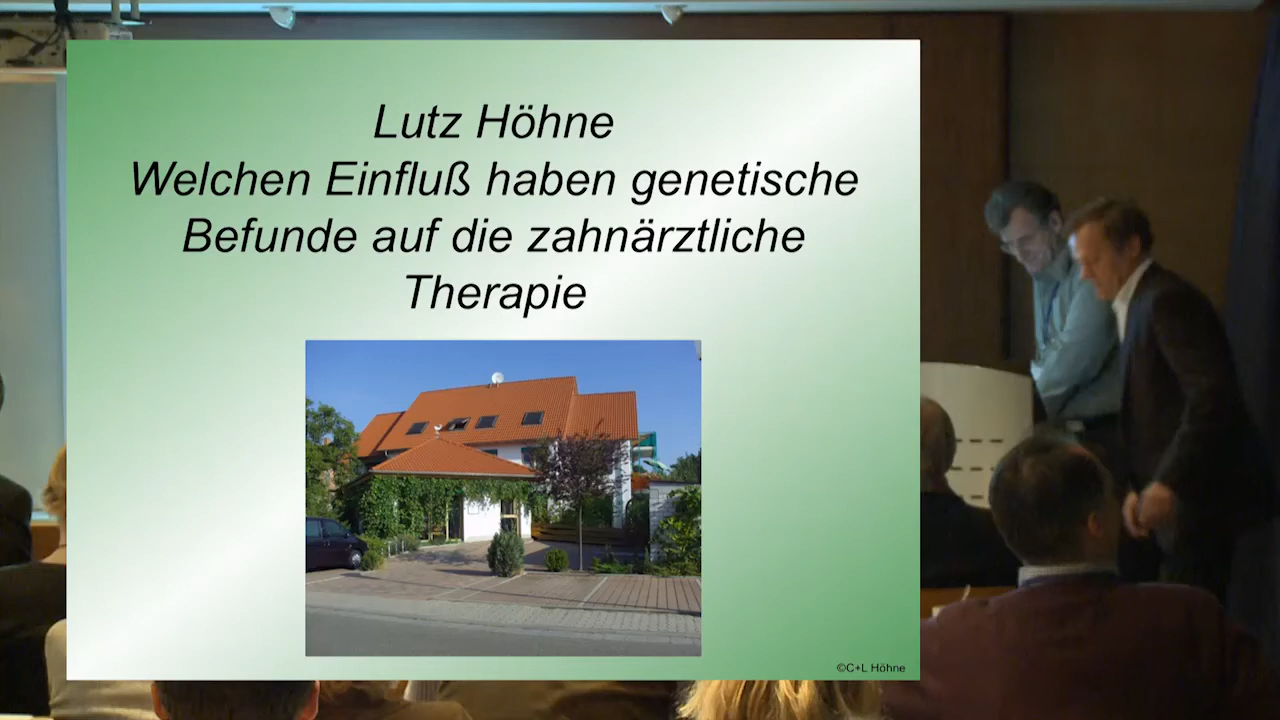 Lutz Höhne
Welchen Einfluß haben genetische
Befunde auf die zahnärztliche
Therapie
©C+L Höhne